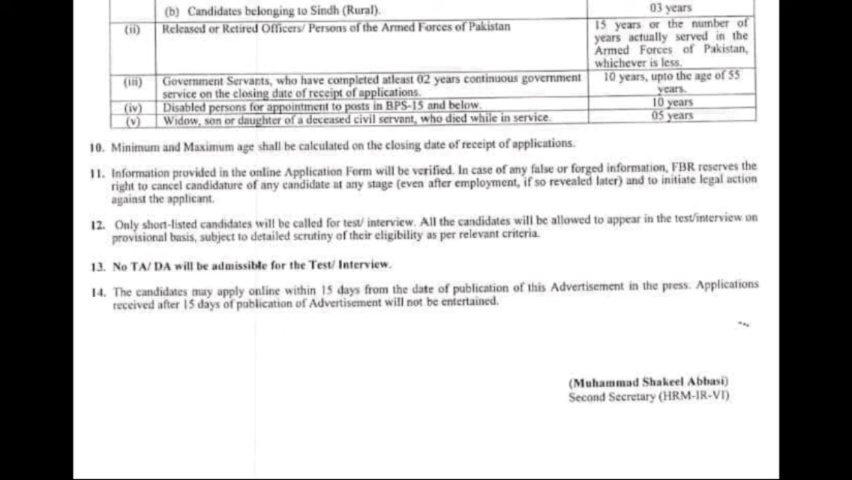 (b) Candidates belonging to Sindh (Rural).
03 years
(ii) Released or Retired Officers/ Persons of the Armed Forces of Pakistan
15 years or the number of
years actually served in the
Armed Forces of Pakistan,
whichever is less.
(iii) Government Servants, who have completed atleast 02 years continuous government
service on the closing date of receipt of applications.
10 years, upto the age of 55
years.
(iv) Disabled persons for appointment to posts in BPS-15 and below.
10 years
(v) Widow, son or daughter of a deceased civil servant, who died while in service.
05 years
10. Minimum and Maximum age shall be calculated on the closing date of receipt of applications.
11. Information provided in the online Application Form will be verified. In case of any false or forged information, FBR reserves the
right to cancel candidature of any candidate at any stage (even after employment, if so revealed later) and to initiate legal action
against the applicant.
12. Only short-listed candidates will be called for test/ interview. All the candidates will be allowed to appear in the test/interview on
provisional basis, subject to detailed scrutiny of their eligibility as per relevant criteria.
13. No TA/ DA will be admissible for the Test/ Interview.
14. The candidates may apply online within 15 days from the date of publication of this Advertisement in the press. Applications
received after 15 days of publication of Advertisement will not be entertained.
(Muhammad Shakeel Abbasi)
Second Secretary (HRM-IR-VI)